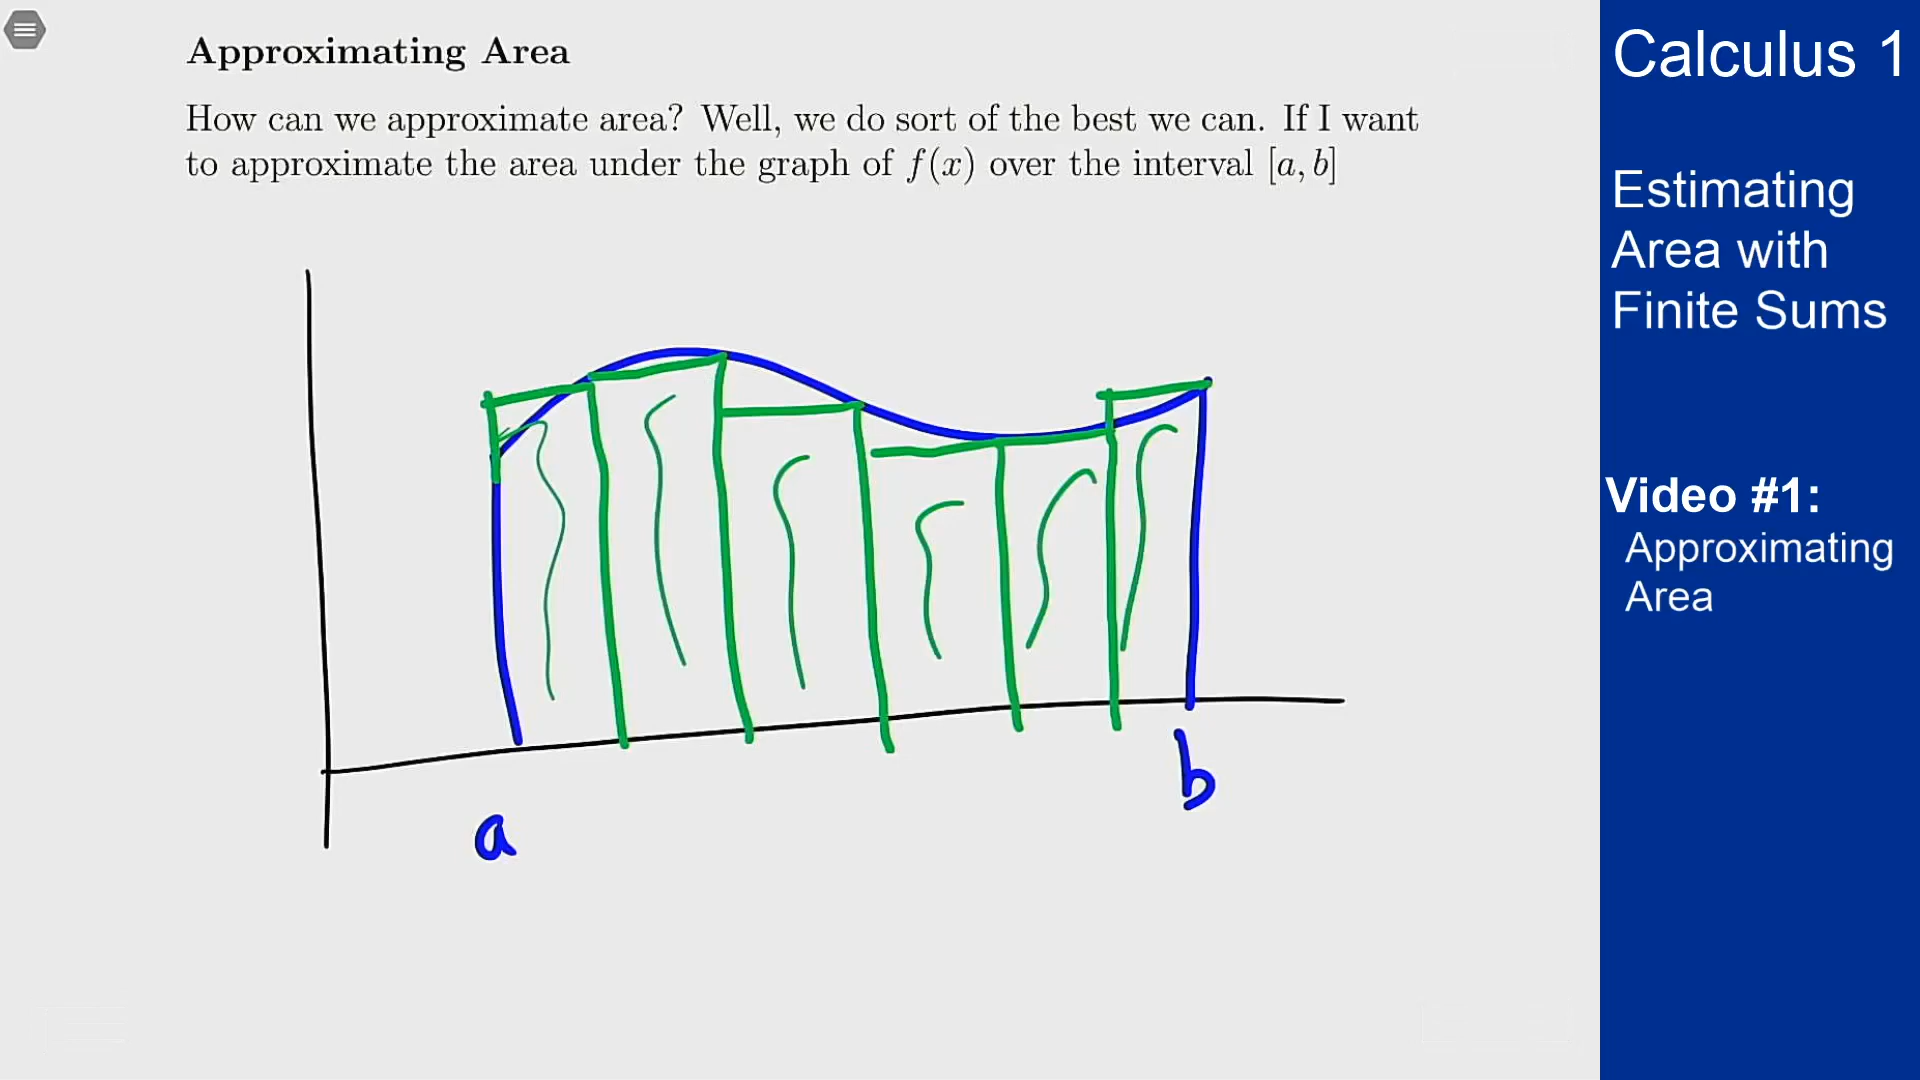 Approximating Area
How can we approximate area? Well, we do sort of the best we can. If I want
to approximate the area under the graph of f(x) over the interval [a, b]
a
b
Calculus 1
Estimating
Area with
Finite Sums
Video #1:
Approximating
Area